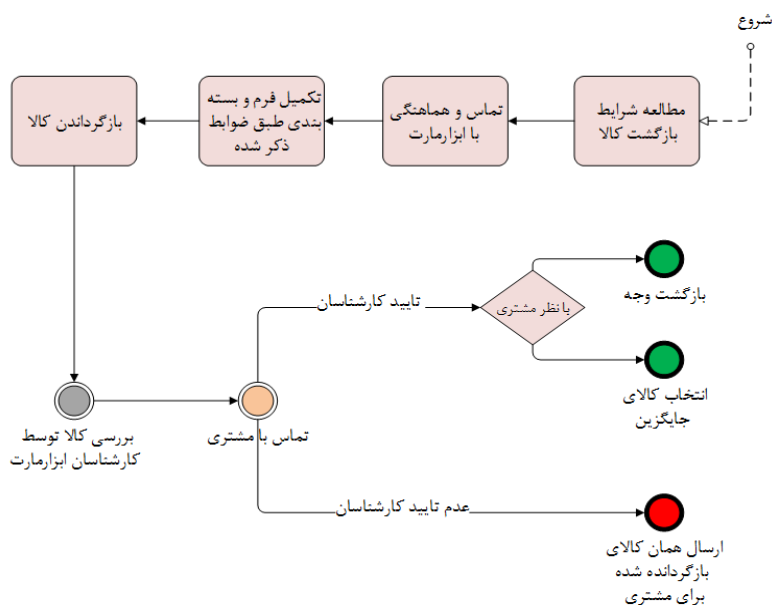 شروع
مطالعه شرایط
بازگشت کالا
تماس و هماهنگی
با ابزارمارت
تکمیل فرم و بسته
بندی طبق ضوابط
ذکر شده
بازگرداندن کالا
بررسی کالا توسط
کارشناسان ابزارمارت
تماس با مشتری
تایید کارشناسان
با نظر مشتری
بازگشت وجه
انتخاب کالای
جایگزین
عدم تایید کارشناسان
ارسال همان کالای
بازگردانده شده
برای مشتری